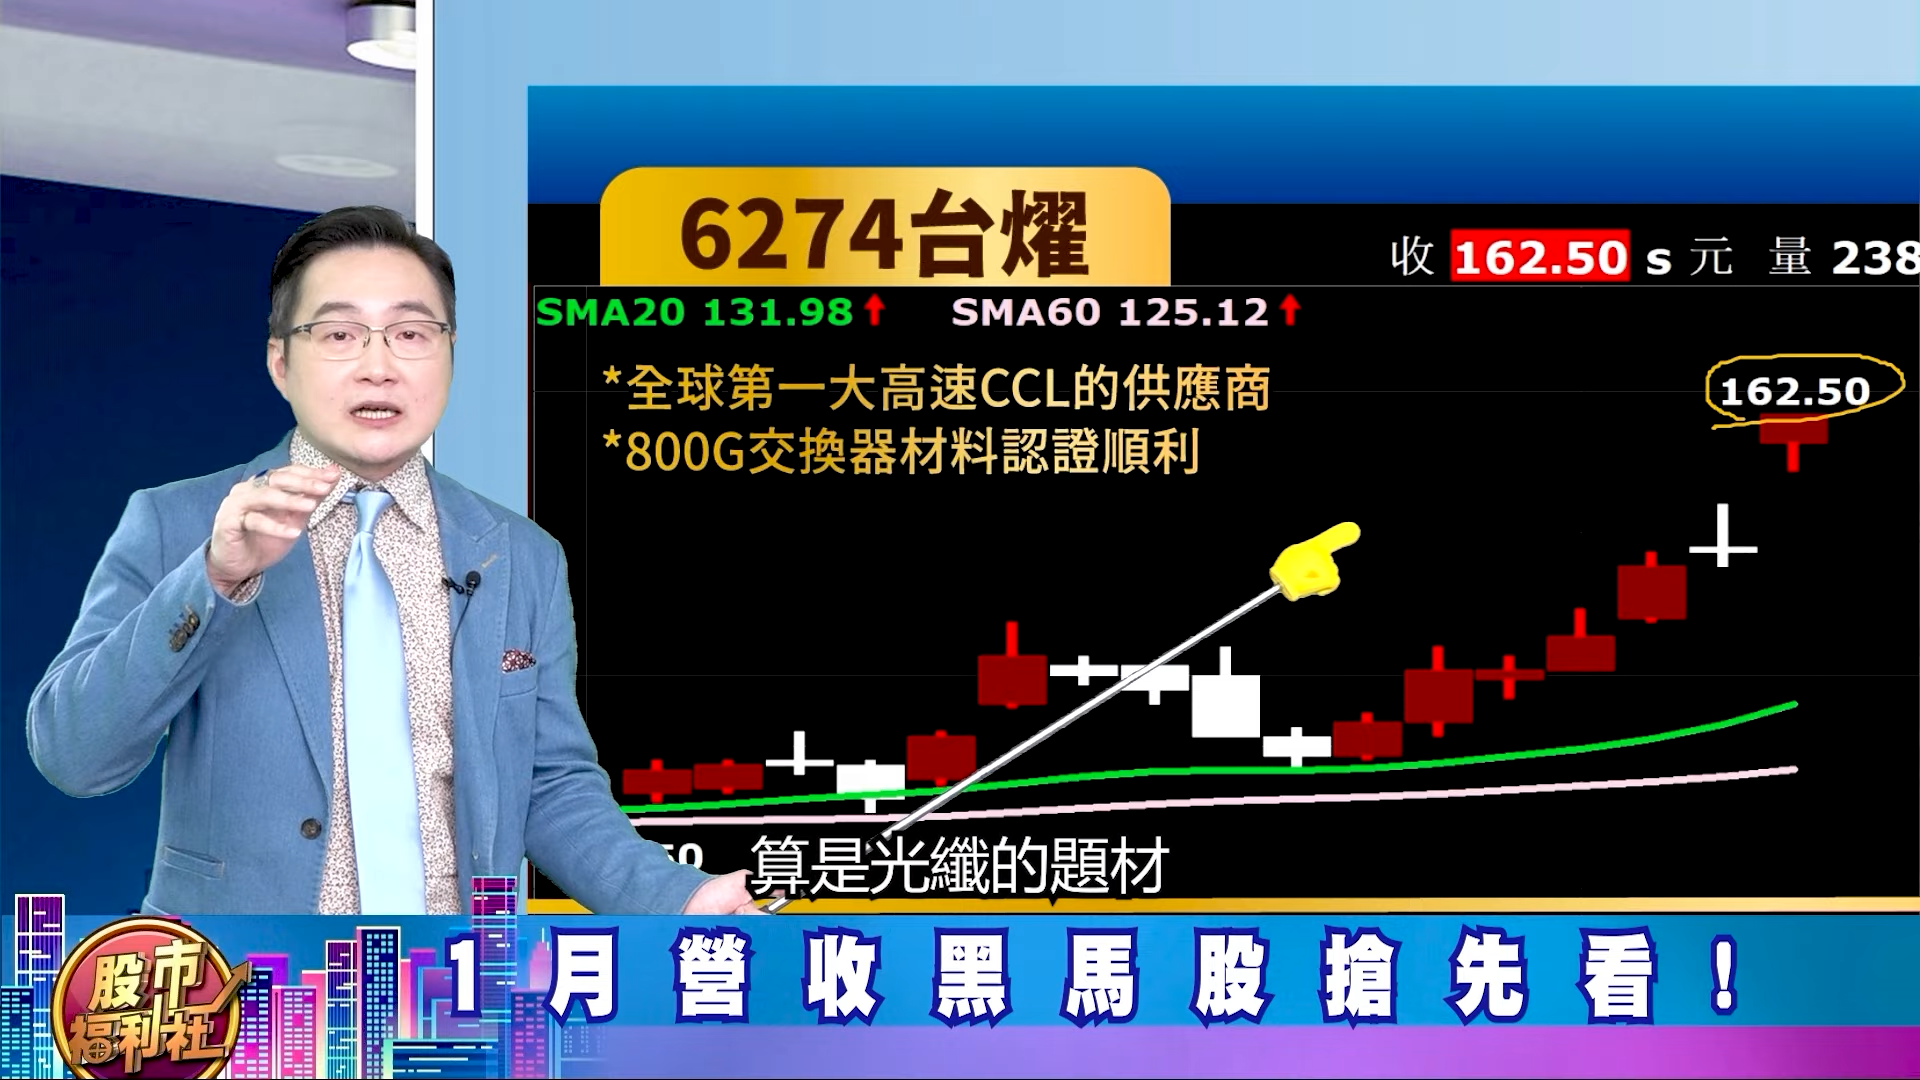 6274台燿
收 162.50 s 元 量 238
SMA20 131.98↑ SMA60 125.12↑
*全球第一大高速CCL的供應商
*800G交換器材料認證順利
162.50
50
算是光纖的題材
1月營收黑馬股搶先看!
股市
福利社